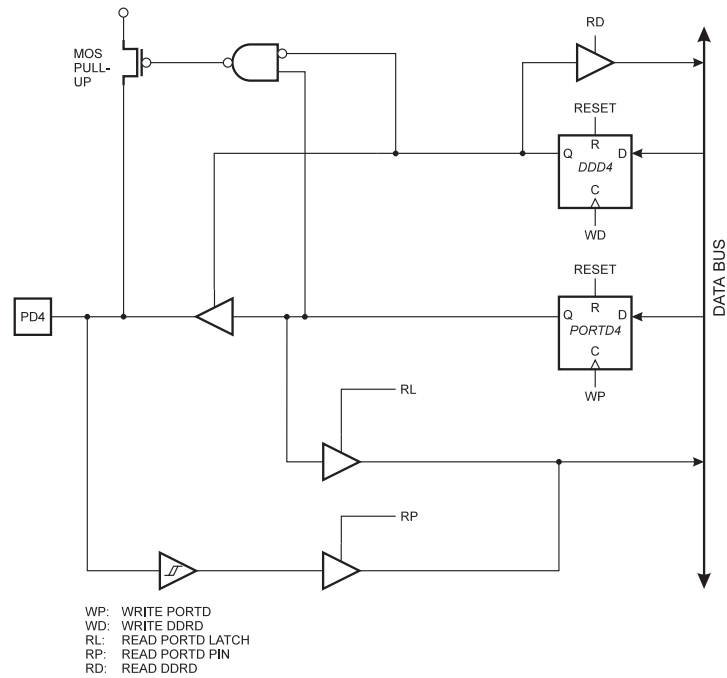 RD
MOS
PULL-
UP
RESET
R
Q
D
DDD4
C
WD
DATA BUS
RESET
R
Q
D
PD4
PORTD4
C
WP
RL
RP
WP: WRITE PORTD
WD: WRITE DDRD
RL: READ PORTD LATCH
RP: READ PORTD PIN
RD: READ DDRD